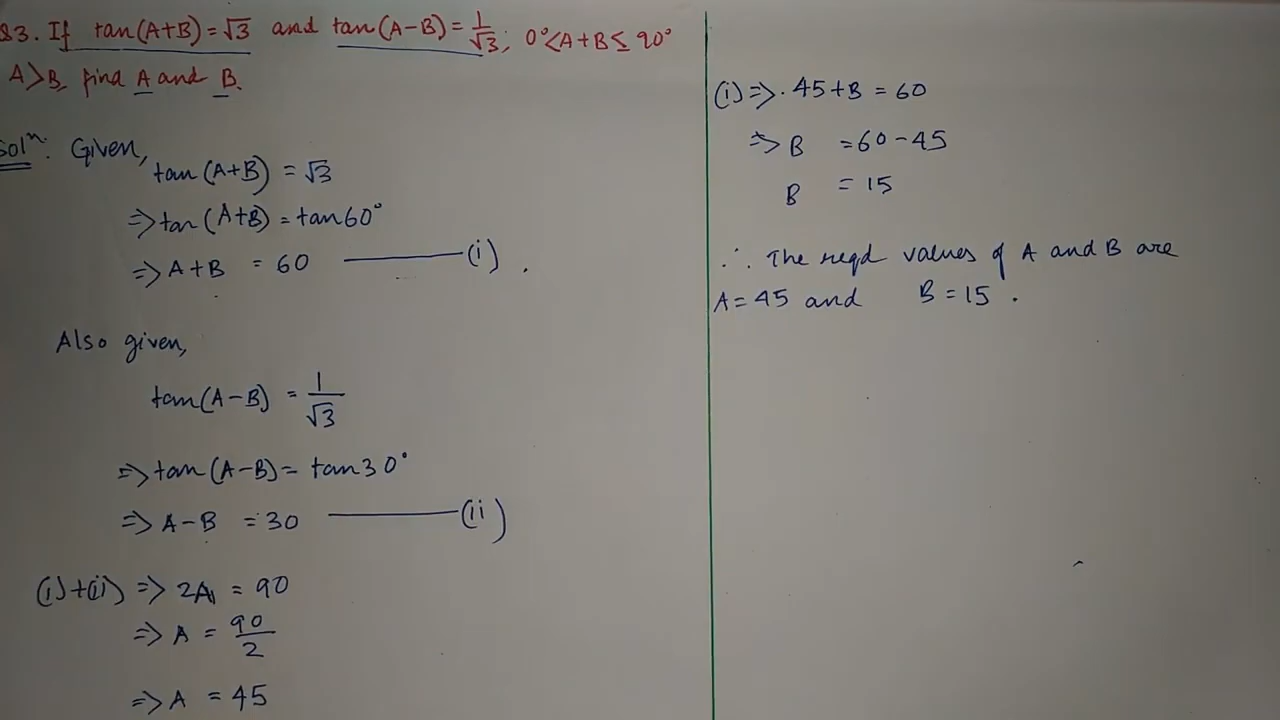 Q3. If tan(A+B)=√3 and tan(A−B)=1/√3; 0°<A+B≤90°
A>B, find A and B.
Solⁿ: Given,
tan(A+B) = √3
⇒ tan(A+B) = tan60°
⇒ A+B = 60 ——— (i)
Also given,
tan(A−B) = 1/√3
⇒ tan(A−B) = tan30°
⇒ A−B = 30 ——— (ii)
(i)+(ii) ⇒ 2A = 90
⇒ A = 90/2
⇒ A = 45
(i) ⇒ 45+B = 60
⇒ B = 60−45
B = 15
∴ The reqd values of A and B are
A=45 and B=15.